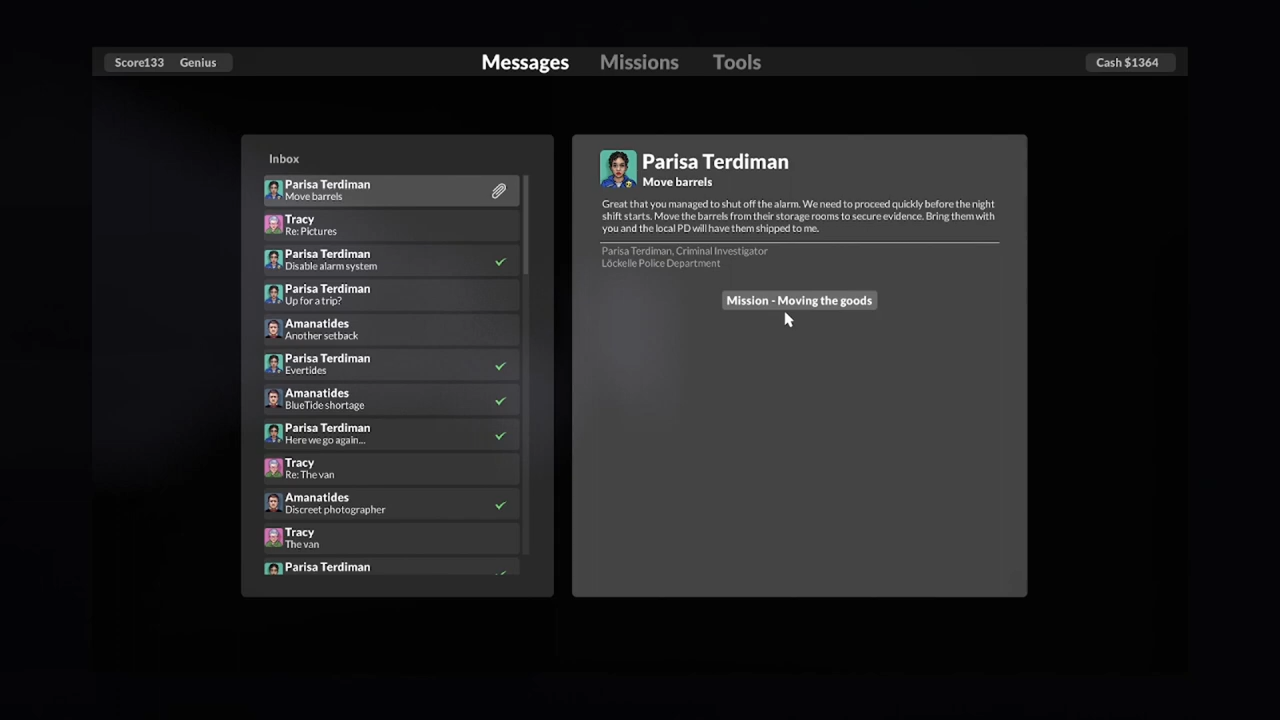 Score133 Genius Messages Missions Tools Cash $1364
Inbox
Parisa Terdiman
Move barrels
Tracy
Re: Pictures
Parisa Terdiman
Disable alarm system
Parisa Terdiman
Up for a trip?
Amanatides
Another setback
Parisa Terdiman
Evertides
Amanatides
BlueTide shortage
Parisa Terdiman
Here we go again...
Tracy
Re: The van
Amanatides
Discreet photographer
Tracy
The van
Parisa Terdiman
Parisa Terdiman
Move barrels
Great that you managed to shut off the alarm. We need to proceed quickly before the night
shift starts. Move the barrels from their storage rooms to secure evidence. Bring them with
you and the local PD will have them shipped to me.
Parisa Terdiman, Criminal Investigator
Löckelle Police Department
Mission - Moving the goods